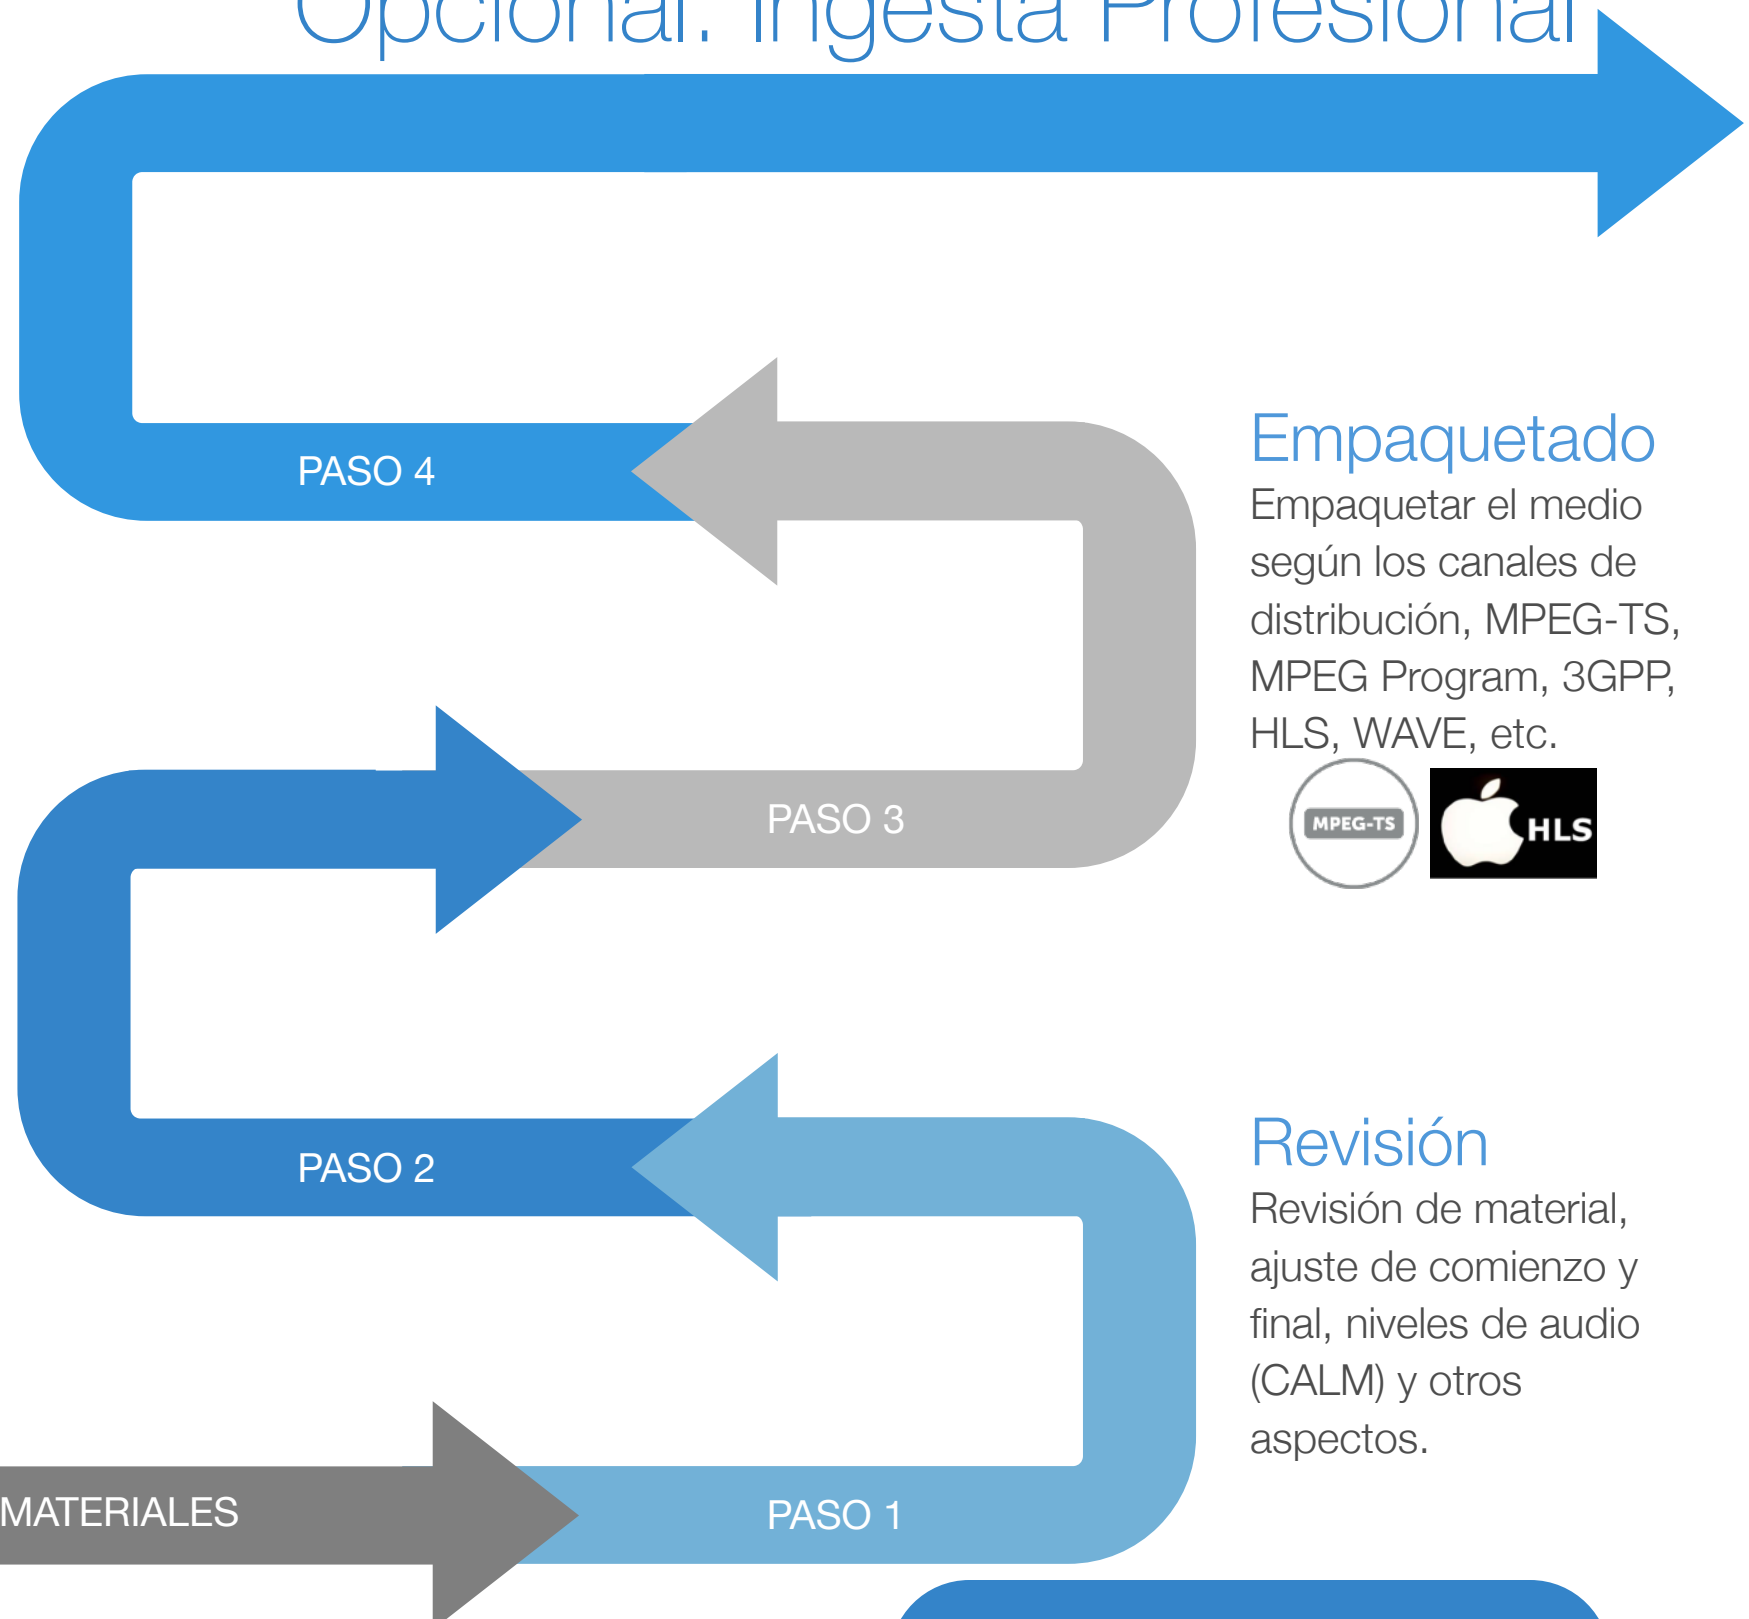 Opcional: Ingesta Profesional
PASO 4
Empaquetado
Empaquetar el medio
según los canales de
distribución, MPEG-TS,
MPEG Program, 3GPP,
HLS, WAVE, etc.
MPEG-TS
HLS
PASO 3
PASO 2
Revisión
Revisión de material,
ajuste de comienzo y
final, niveles de audio
(CALM) y otros
aspectos.
MATERIALES
PASO 1